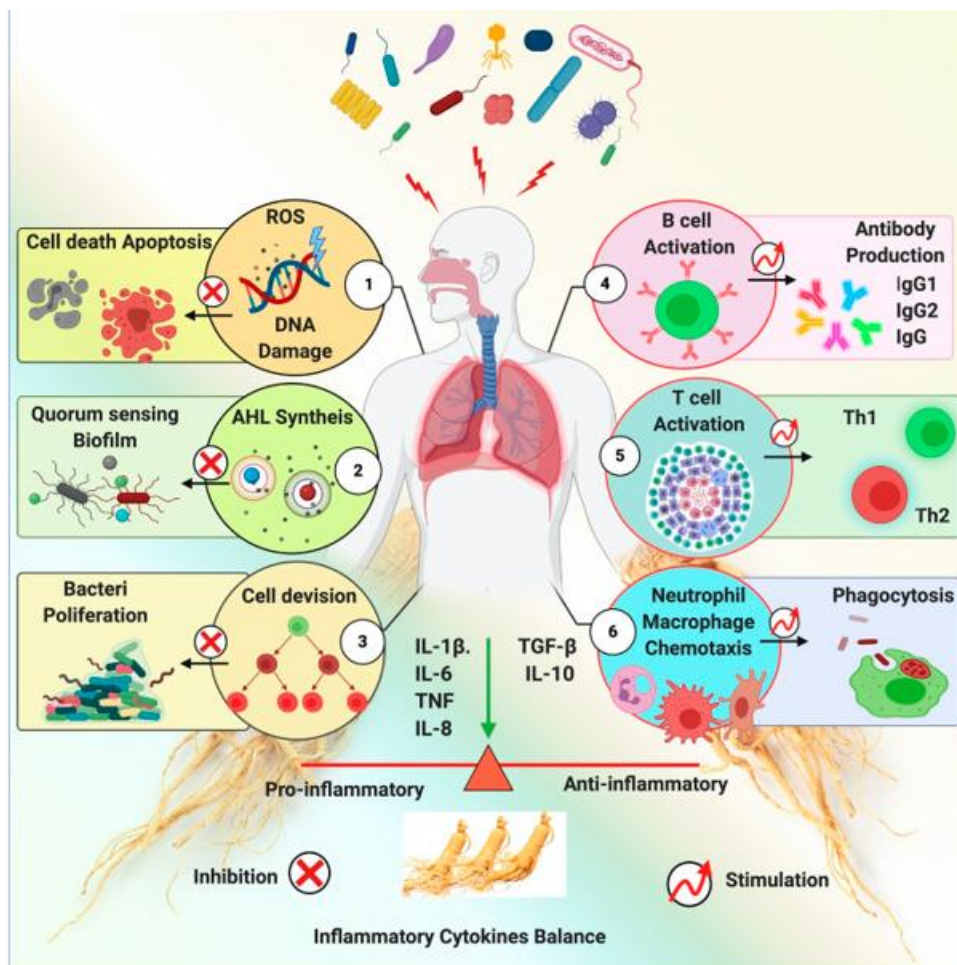 ROS
DNA
Damage
1
Cell death Apoptosis
AHL Syntheis
2
Quorum sensing
Biofilm
Cell devision
3
Bacteri
Poliferation
B cell
Activation
4
Antibody
Production
IgG1
IgG2
IgG
T cell
Activation
5
Th1
Th2
Neutrophil
Macrophage
Chemotaxis
6
Phagocytosis
IL-1β.
IL-6
TNF
IL-8
TGF-β
IL-10
Pro-inflammatory
Anti-inflammatory
Inhibition
Stimulation
Inflammatory Cytokines Balance